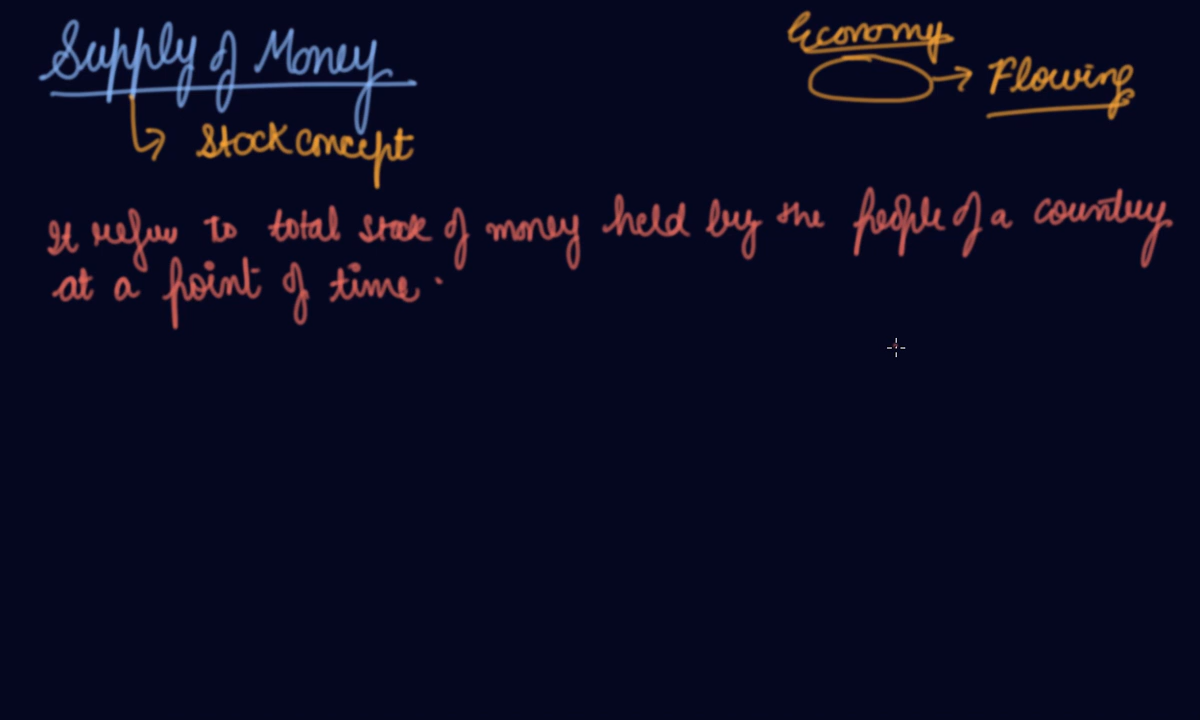 Supply of Money
Economy
Flowing
Stock concept
It refers to total stock of money held by the people of a country
at a point of time.